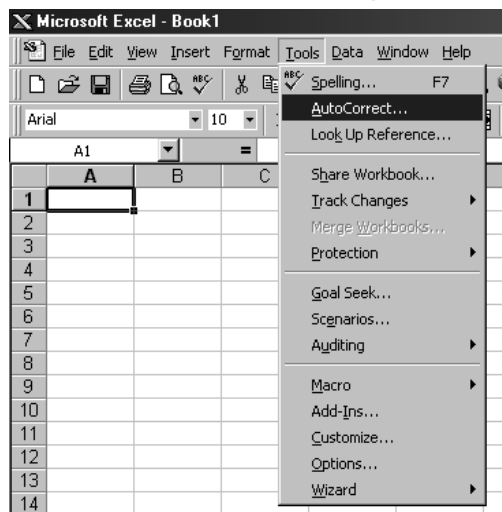 Microsoft Excel - Book1
File Edit View Insert Format Tools Data Window Help
ABC ABC Spelling... F7
Arial 10 AutoCorrect...
Look Up Reference...
A1 =
A B C Share Workbook...
1 Track Changes
2 Merge Workbooks...
3 Protection
4
5 Goal Seek...
6 Scenarios...
7 Auditing
8
9 Macro
10 Add-Ins...
11 Customize...
12 Options...
13 Wizard
14